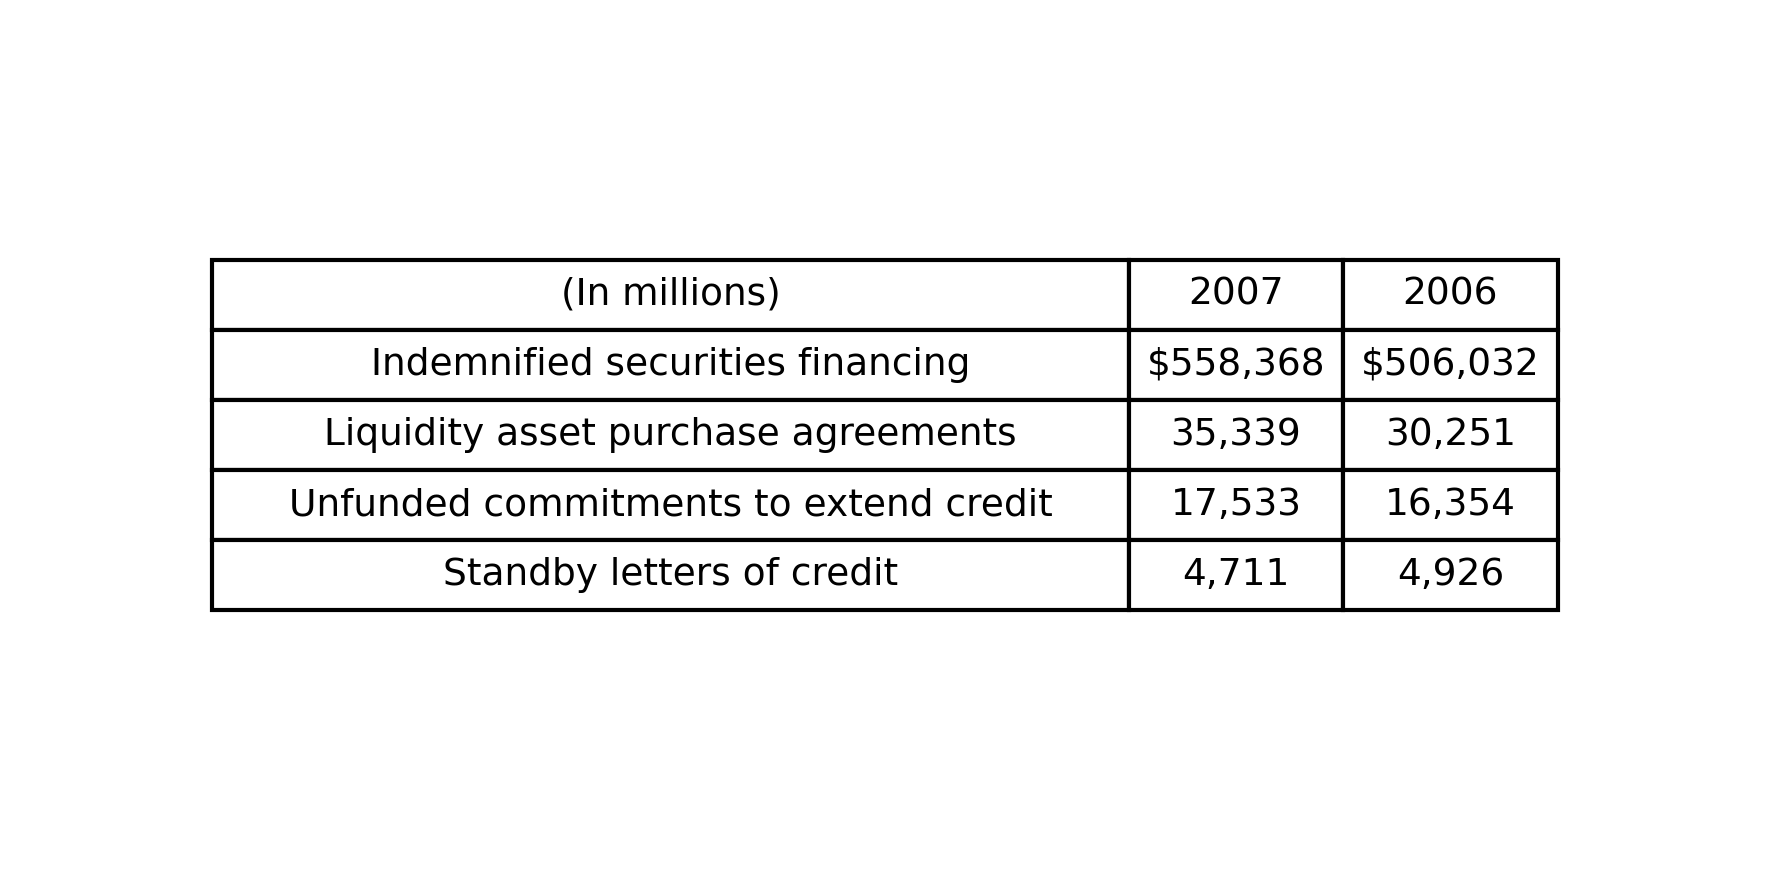 (In millions) 2007 2006
Indemnified securities financing $558,368 $506,032
Liquidity asset purchase agreements 35,339 30,251
Unfunded commitments to extend credit 17,533 16,354
Standby letters of credit 4,711 4,926